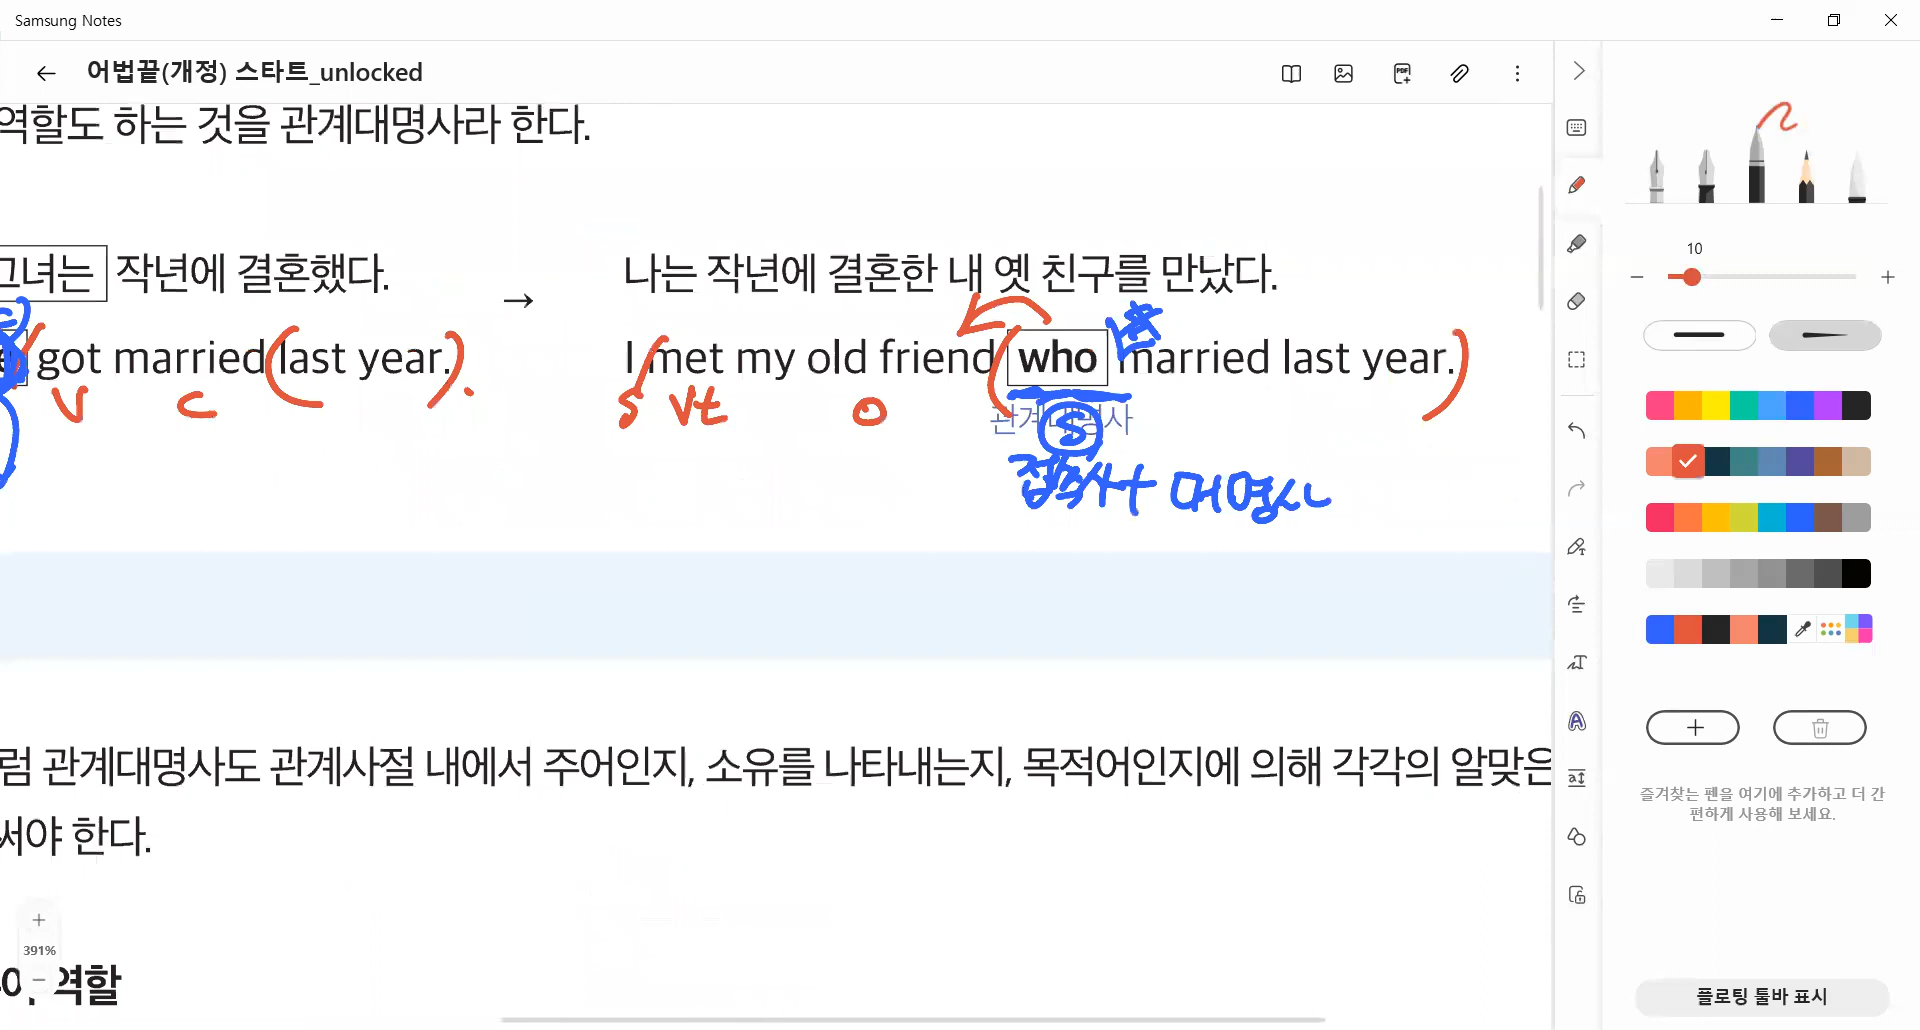 Samsung Notes
어법끝(개정) 스타트_unlocked
역할도 하는 것을 관계대명사라 한다.
그녀는 작년에 결혼했다.
→
나는 작년에 결혼한 내 옛 친구를 만났다.
got married last year.
I met my old friend who married last year.
V C
S Vt O
관계대명사
S
접속사 + 대명사
럼 관계대명사도 관계사절 내에서 주어인지, 소유를 나타내는지, 목적어인지에 의해 각각의 알맞은
써야 한다.
391%
역할
10
즐겨찾는 펜을 여기에 추가하고 더 간
편하게 사용해 보세요.
플로팅 툴바 표시